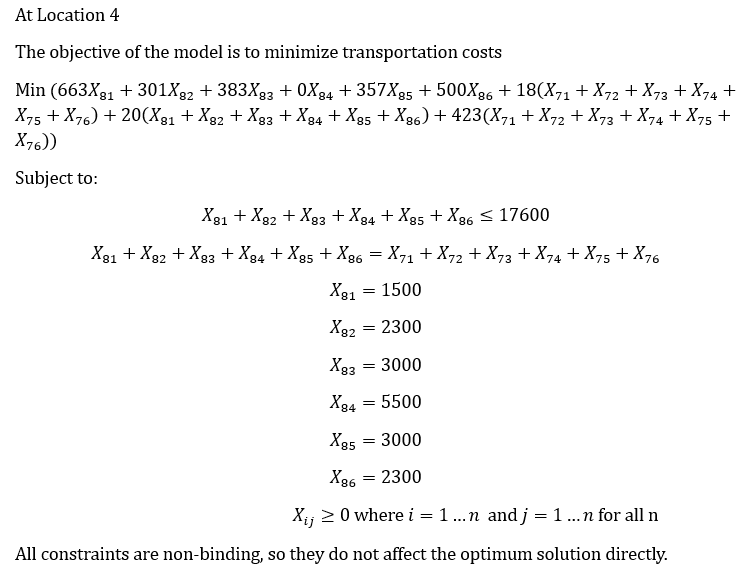 At Location 4
The objective of the model is to minimize transportation costs
Min (663X₈₁ + 301X₈₂ + 383X₈₃ + 0X₈₄ + 357X₈₅ + 500X₈₆ + 18(X₇₁ + X₇₂ + X₇₃ + X₇₄ +
X₇₅ + X₇₆) + 20(X₈₁ + X₈₂ + X₈₃ + X₈₄ + X₈₅ + X₈₆) + 423(X₇₁ + X₇₂ + X₇₃ + X₇₄ + X₇₅ +
X₇₆))
Subject to:
X₈₁ + X₈₂ + X₈₃ + X₈₄ + X₈₅ + X₈₆ ≤ 17600
X₈₁ + X₈₂ + X₈₃ + X₈₄ + X₈₅ + X₈₆ = X₇₁ + X₇₂ + X₇₃ + X₇₄ + X₇₅ + X₇₆
X₈₁ = 1500
X₈₂ = 2300
X₈₃ = 3000
X₈₄ = 5500
X₈₅ = 3000
X₈₆ = 2300
Xᵢⱼ ≥ 0 where i = 1 … n and j = 1 … n for all n
All constraints are non-binding, so they do not affect the optimum solution directly.